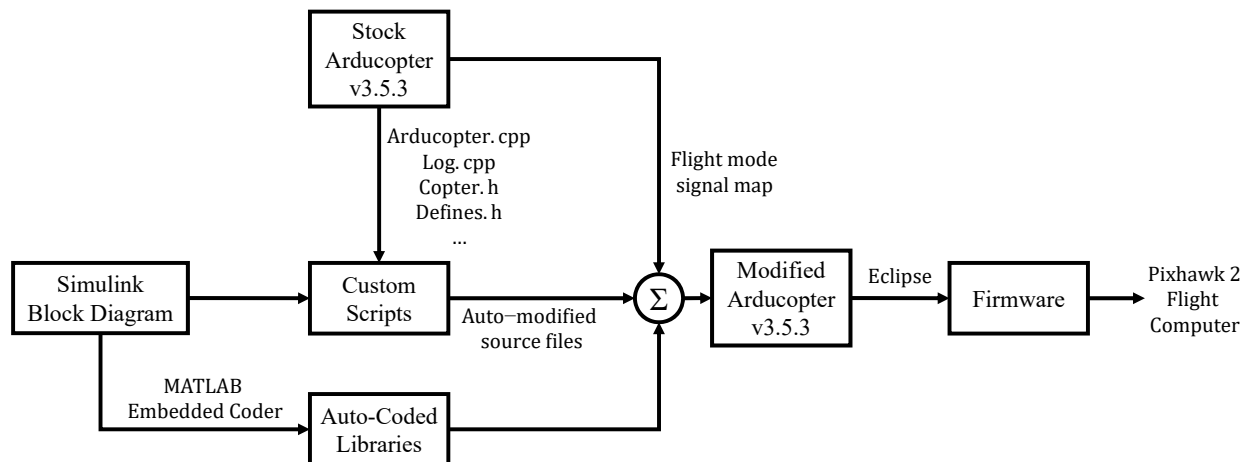 Stock
Arducopter
v3.5.3
Arducopter. cpp
Log. cpp
Copter. h
Defines. h
...
Flight mode
signal map
Simulink
Block Diagram
Custom
Scripts
Auto−modified
source files
Σ
Modified
Arducopter
v3.5.3
Eclipse
Firmware
Pixhawk 2
Flight
Computer
MATLAB
Embedded Coder
Auto-Coded
Libraries